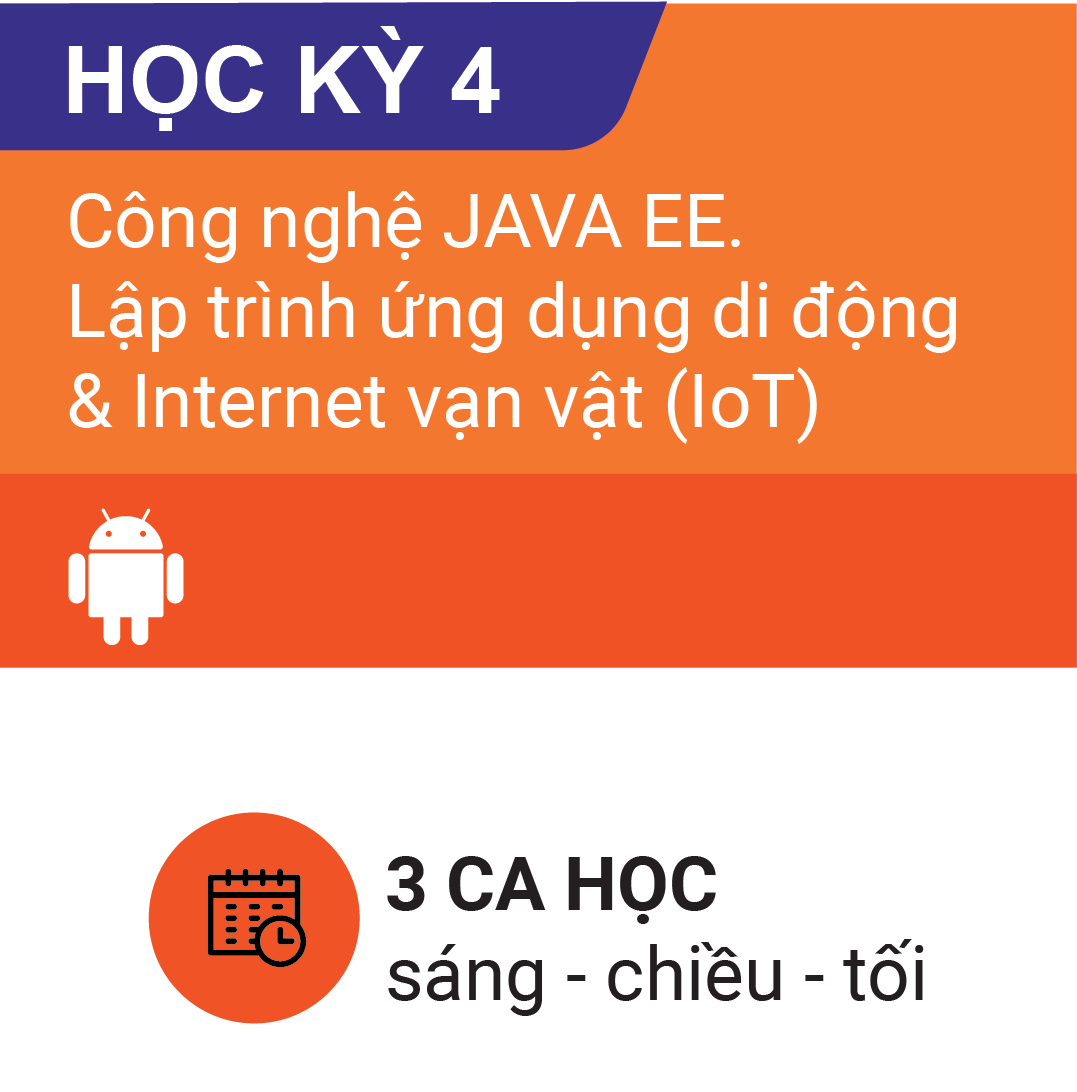 HỌC KỲ 4
Công nghệ JAVA EE.
Lập trình ứng dụng di động
& Internet vạn vật (IoT)
3 CA HỌC
sáng - chiều - tối